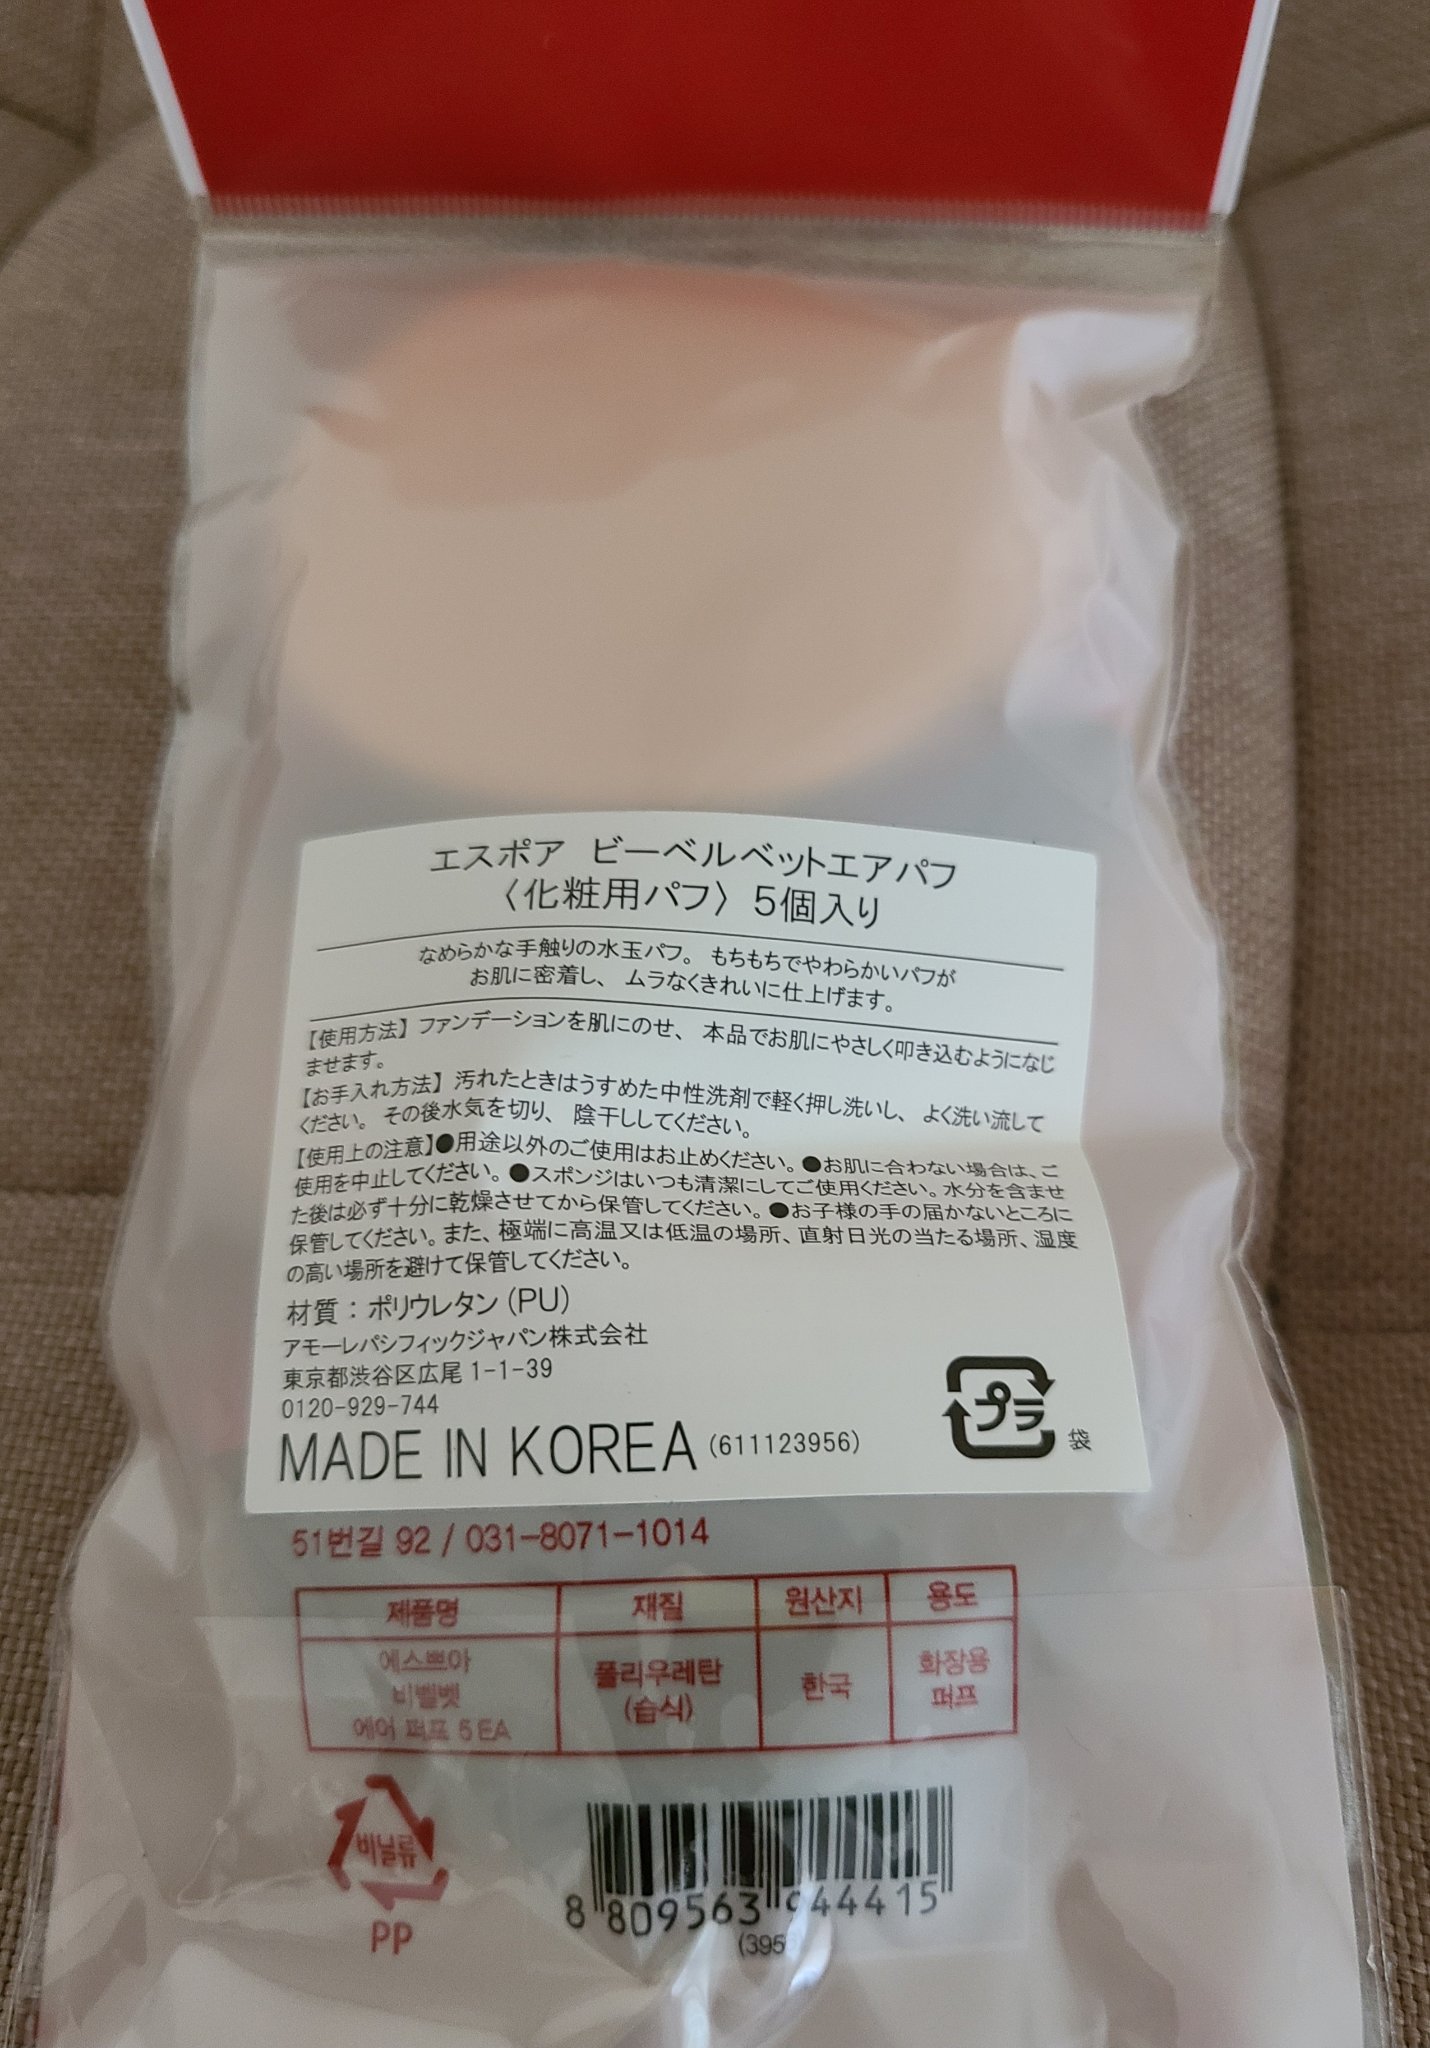 エスポア ビーベルベットエアパフ
〈化粧用パフ〉５個入り
なめらかな手触りの水玉パフ。もちもちでやわらかいパフが
お肌に密着し、ムラなくきれいに仕上げます。
【使用方法】ファンデーションを肌にのせ、本品でお肌にやさしく叩き込むようになじ
ませます。
【お手入れ方法】汚れたときはうすめた中性洗剤で軽く押し洗いし、よく洗い流して
ください。その後水気を切り、陰干ししてください。
【使用上の注意】●用途以外のご使用はお止めください。●お肌に合わない場合は、ご
使用を中止してください。●スポンジはいつも清潔にしてご使用ください。水分を含ませ
た後は必ず十分に乾燥させてから保管してください。●お子様の手の届かないところに
保管してください。また、極端に高温又は低温の場所、直射日光の当たる場所、湿度
の高い場所を避けて保管してください。
材質：ポリウレタン(PU)
アモーレパシフィックジャパン株式会社
東京都渋谷区広尾 1-1-39
0120-929-744
MADE IN KOREA (611123956)
プラ 袋
51번길 92 / 031-8071-1014
제품명 재질 원산지 용도
에스쁘아 비벨벳 에어 퍼프 5 EA
폴리우레탄 (습식)
한국
화장용 퍼프
비닐류
PP
8 809563 944415